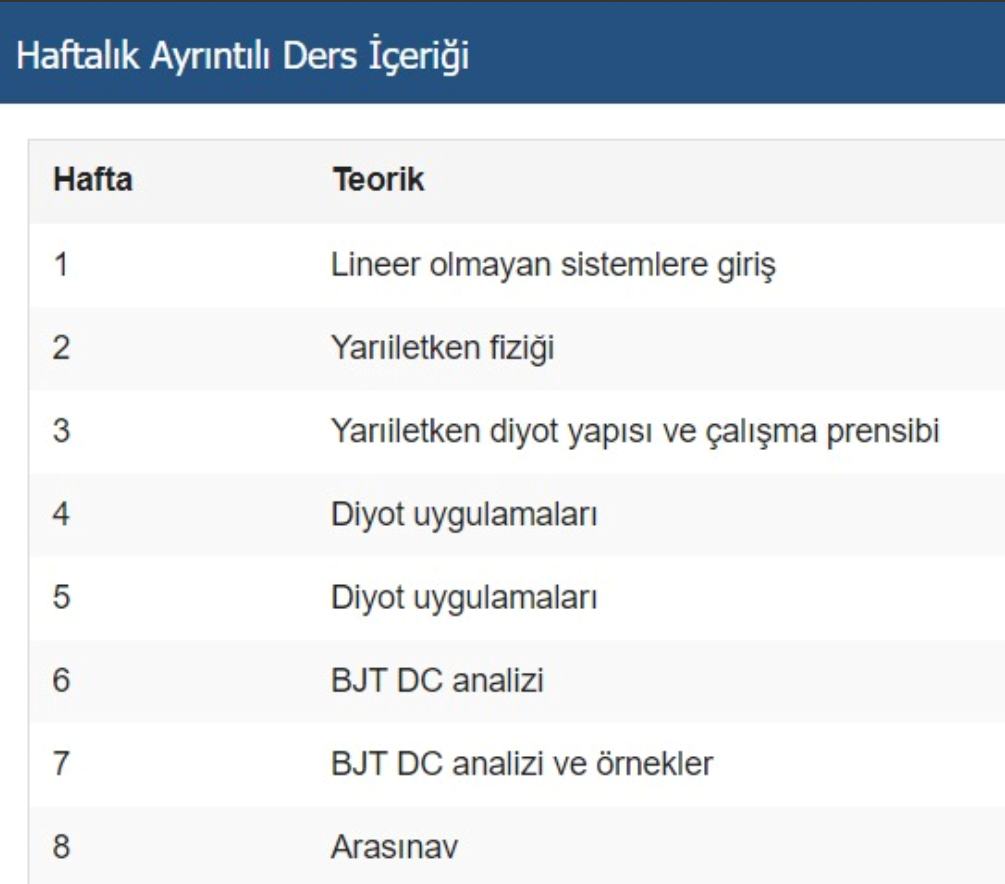 Haftalık Ayrıntılı Ders İçeriği
Hafta Teorik
1 Lineer olmayan sistemlere giriş
2 Yarıiletken fiziği
3 Yarıiletken diyot yapısı ve çalışma prensibi
4 Diyot uygulamaları
5 Diyot uygulamaları
6 BJT DC analizi
7 BJT DC analizi ve örnekler
8 Arasınav